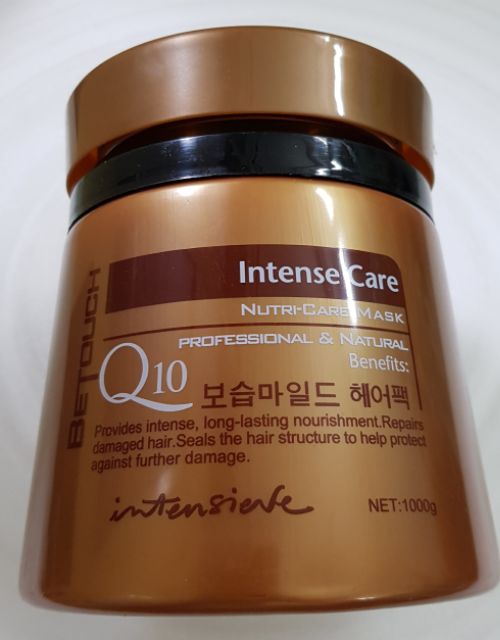 Intense Care
NUTRI-CARE MASK
PROFESSIONAL & NATURAL
Benefits:
BETOUCH
Q10
보습마일드 헤어팩
Provides intense, long-lasting nourishment.Repairs
damaged hair.Seals the hair structure to help protect
against further damage.
intensieve
NET:1000g